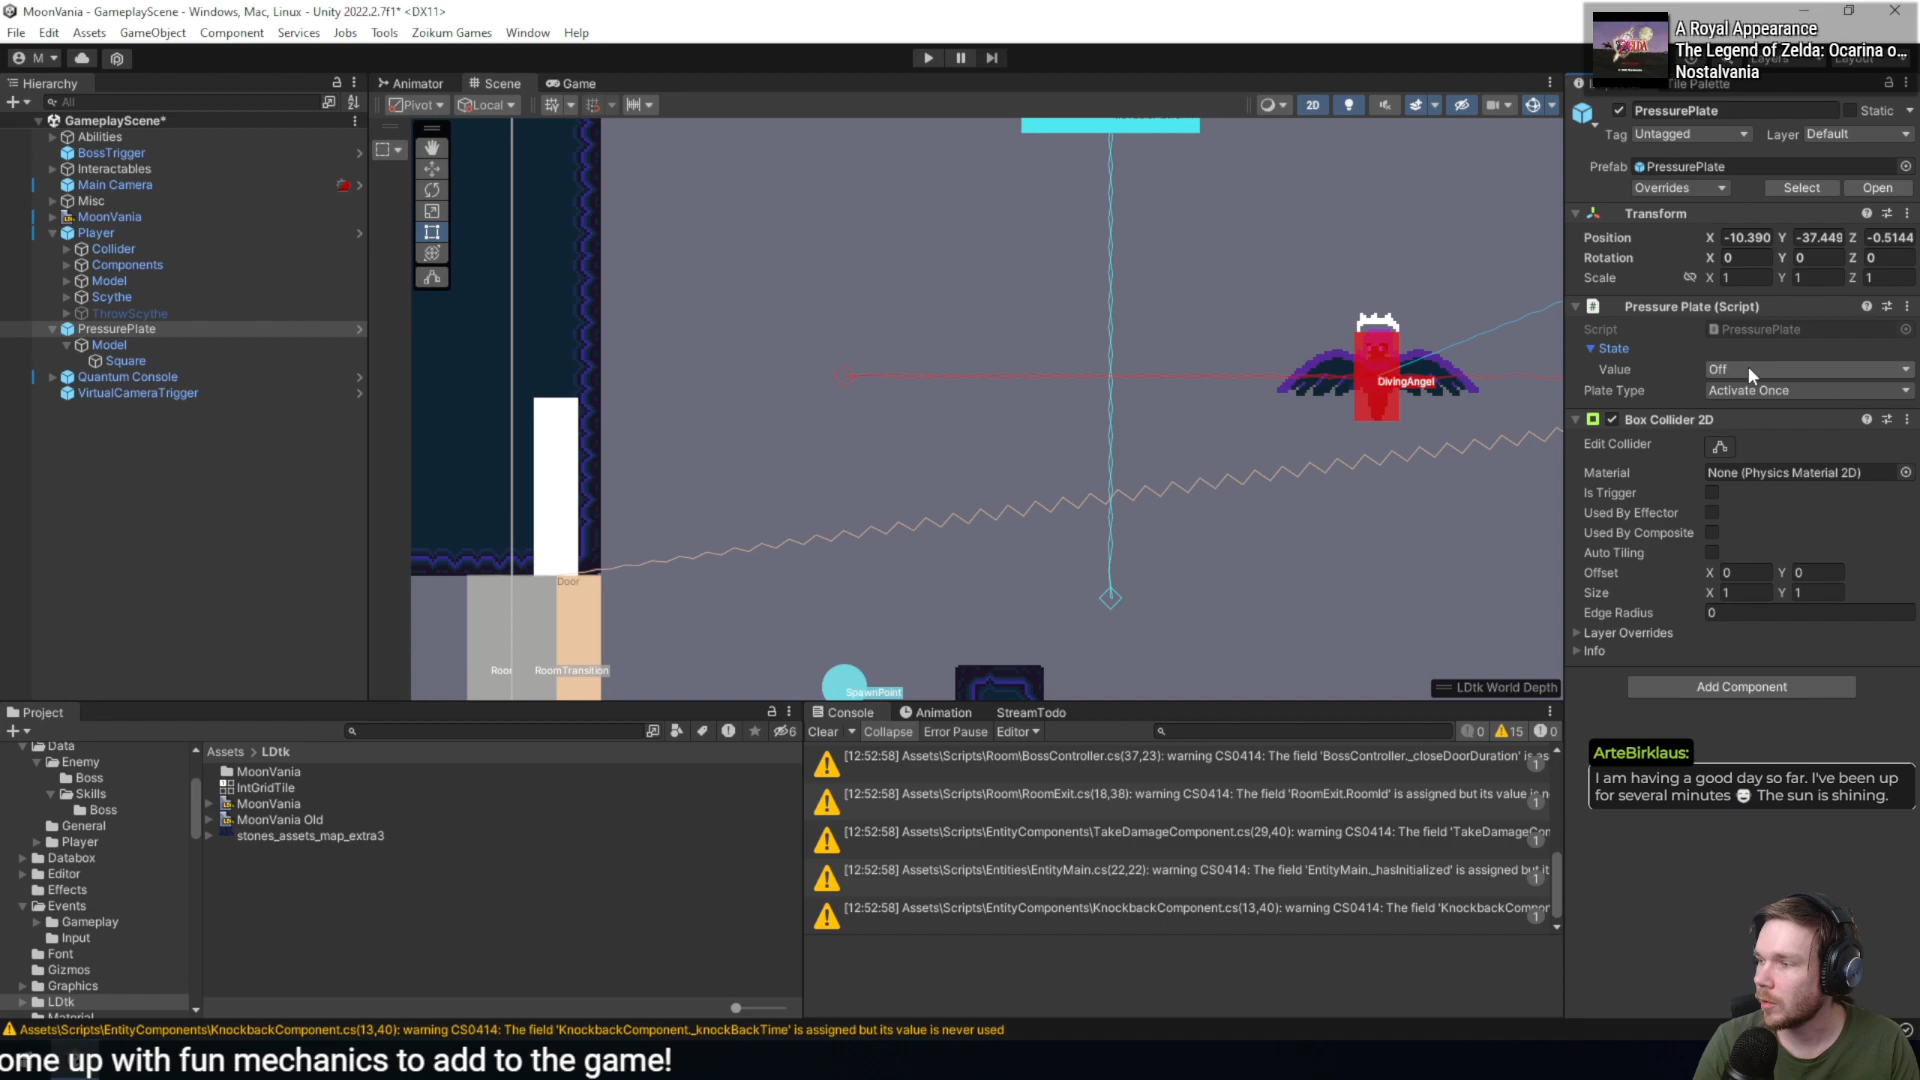 MoonVania - GameplayScene - Windows, Mac, Linux - Unity 2022.2.7f1* <DX11>
File Edit Assets GameObject Component Services Jobs Tools Zoikum Games Window Help
A Royal Appearance
The Legend of Zelda: Ocarina o...
Nostalvania
M
Layers Layout
Hierarchy
All
GameplayScene*
Abilities
BossTrigger
Interactables
Main Camera
Misc
MoonVania
Player
Collider
Components
Model
Scythe
ThrowScythe
PressurePlate
Model
Square
Quantum Console
VirtualCameraTrigger
Animator Scene Game
Pivot Local 2D
DivingAngel
Door
RoomTransition
SpawnPoint
LDtk World Depth
Tile Palette
PressurePlate Static
Tag Untagged Layer Default
Prefab PressurePlate
Overrides Select Open
Transform
Position X -10.390 Y -37.449 Z -0.5144
Rotation X 0 Y 0 Z 0
Scale X 1 Y 1 Z 1
Pressure Plate (Script)
Script PressurePlate
State
Value Off
Plate Type Activate Once
Box Collider 2D
Edit Collider
Material None (Physics Material 2D)
Is Trigger
Used By Effector
Used By Composite
Auto Tiling
Offset X 0 Y 0
Size X 1 Y 1
Edge Radius 0
Layer Overrides
Info
Add Component
ArteBirklaus:
I am having a good day so far. I've been up
for several minutes The sun is shining.
Project
6
Data
Enemy
Boss
Skills
Boss
General
Player
Databox
Editor
Effects
Events
Gameplay
Input
Font
Gizmos
Graphics
LDtk
Material
Assets > LDtk
MoonVania
IntGridTile
MoonVania
MoonVania Old
stones_assets_map_extra3
Console Animation StreamTodo
Clear Collapse Error Pause Editor 0 15 0
[12:52:58] Assets\Scripts\Room\BossController.cs(37,23): warning CS0414: The field 'BossController._closeDoorDuration' is as
1
[12:52:58] Assets\Scripts\Room\RoomExit.cs(18,38): warning CS0414: The field 'RoomExit.RoomId' is assigned but its value is n
1
[12:52:58] Assets\Scripts\EntityComponents\TakeDamageComponent.cs(29,40): warning CS0414: The field 'TakeDamageCon
1
[12:52:58] Assets\Scripts\Entities\EntityMain.cs(22,22): warning CS0414: The field 'EntityMain._hasInitialized' is assigned but it
1
[12:52:58] Assets\Scripts\EntityComponents\KnockbackComponent.cs(13,40): warning CS0414: The field 'KnockbackCompor
1
Assets\Scripts\EntityComponents\KnockbackComponent.cs(13,40): warning CS0414: The field 'KnockbackComponent._knockBackTime' is assigned but its value is never used
ome up with fun mechanics to add to the game!